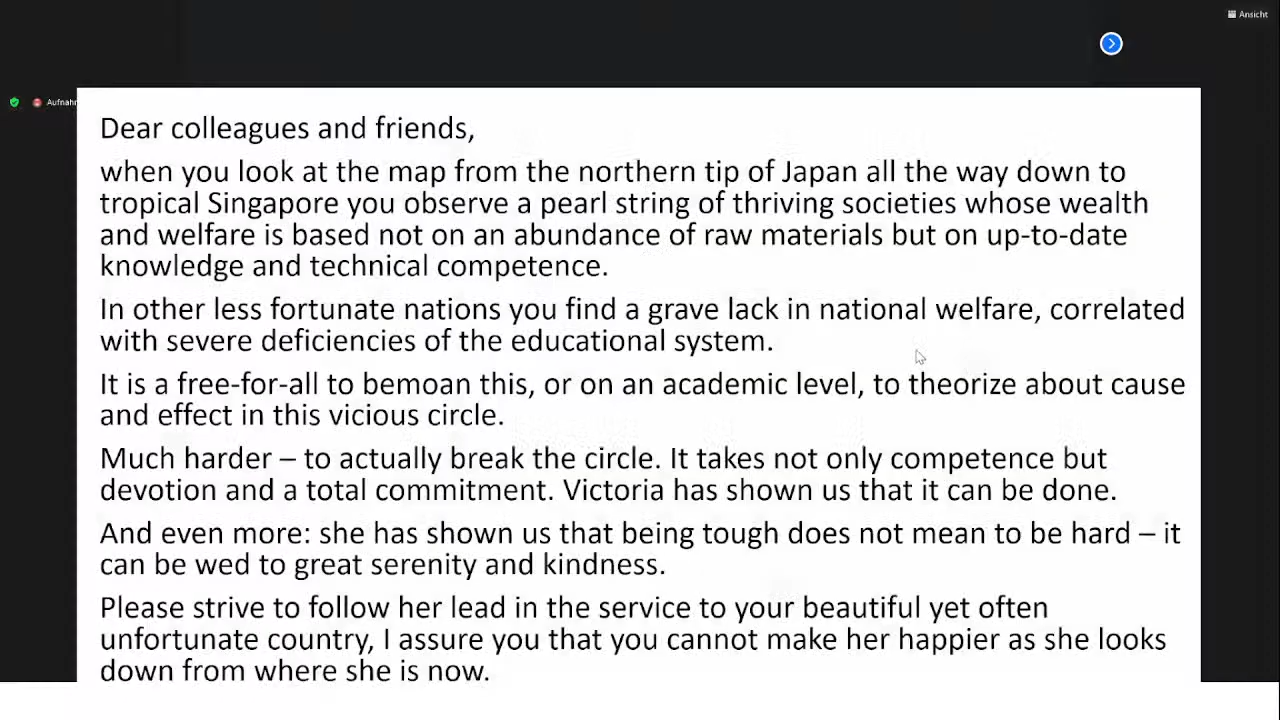 Ansicht
Aufnahr
Dear colleagues and friends,
when you look at the map from the northern tip of Japan all the way down to
tropical Singapore you observe a pearl string of thriving societies whose wealth
and welfare is based not on an abundance of raw materials but on up-to-date
knowledge and technical competence.
In other less fortunate nations you find a grave lack in national welfare, correlated
with severe deficiencies of the educational system.
It is a free-for-all to bemoan this, or on an academic level, to theorize about cause
and effect in this vicious circle.
Much harder – to actually break the circle. It takes not only competence but
devotion and a total commitment. Victoria has shown us that it can be done.
And even more: she has shown us that being tough does not mean to be hard – it
can be wed to great serenity and kindness.
Please strive to follow her lead in the service to your beautiful yet often
unfortunate country, I assure you that you cannot make her happier as she looks
down from where she is now.